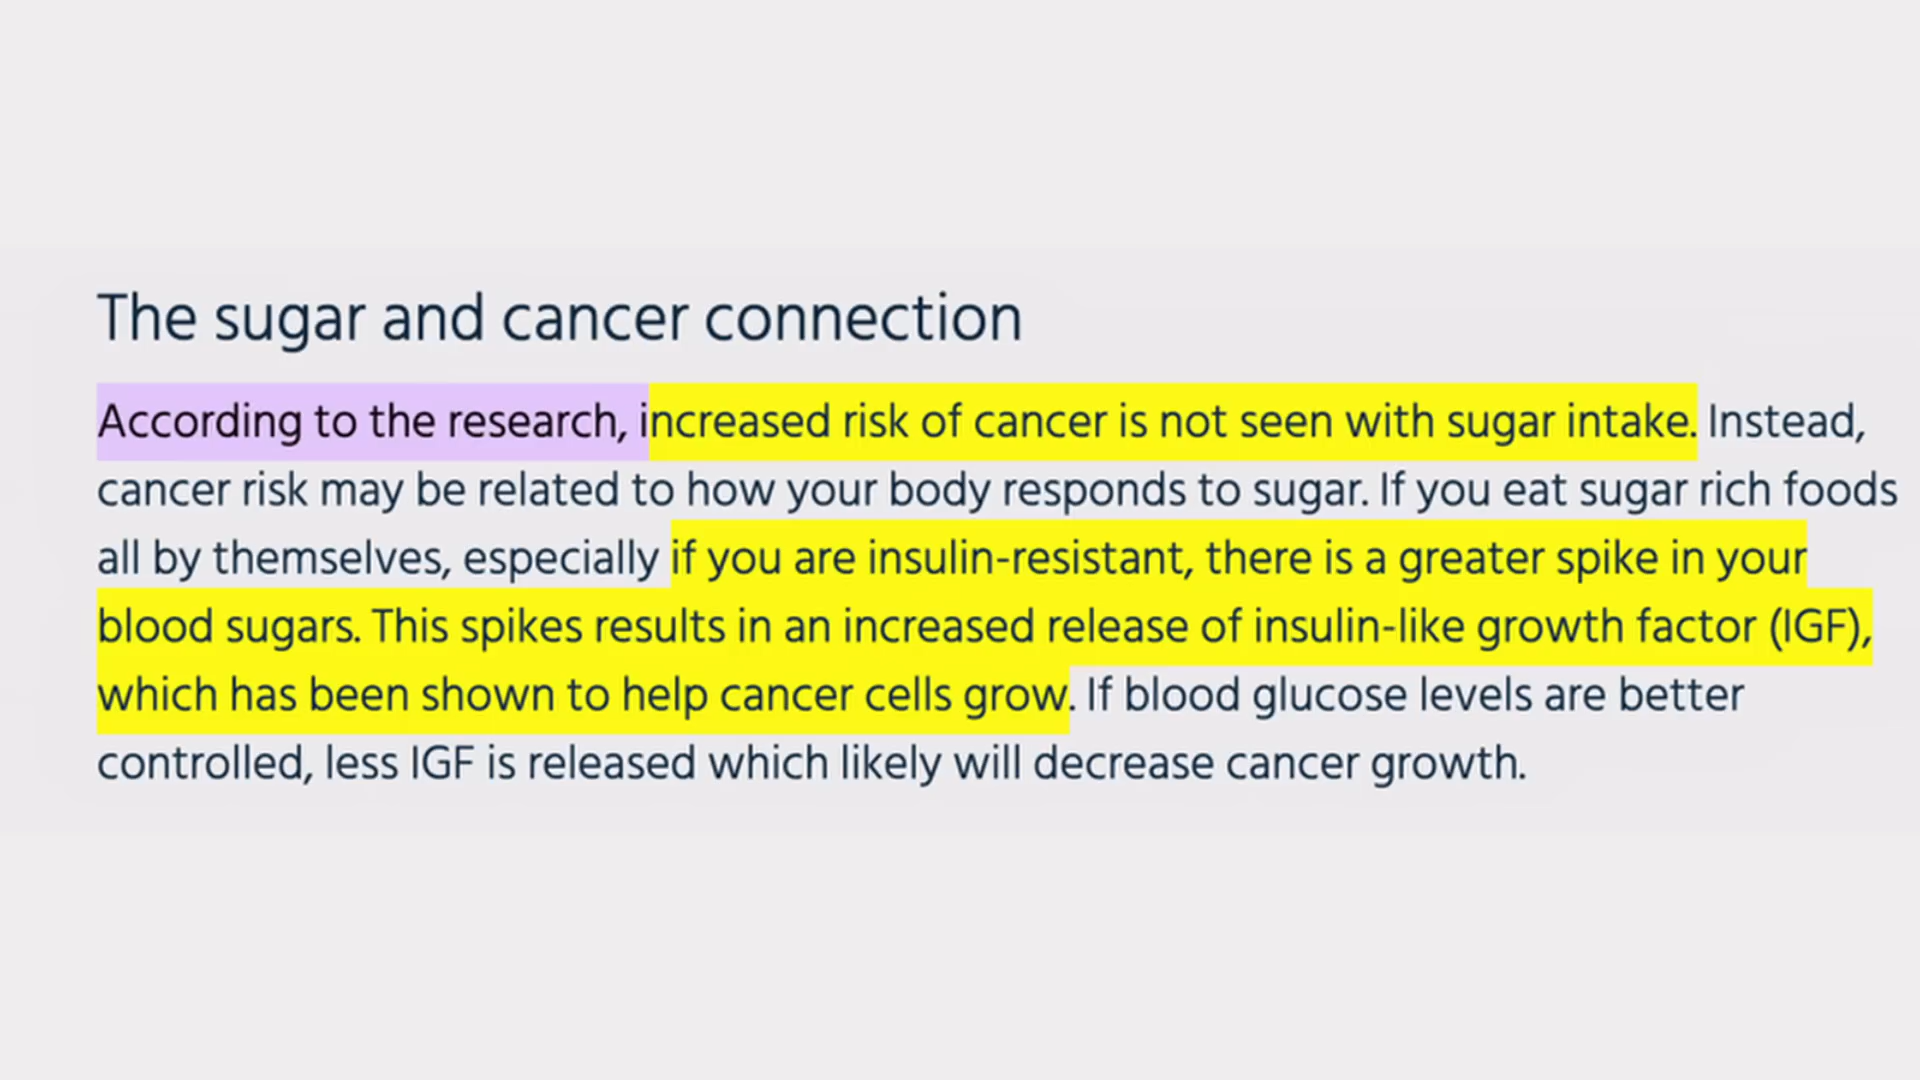 The sugar and cancer connection
According to the research, increased risk of cancer is not seen with sugar intake. Instead,
cancer risk may be related to how your body responds to sugar. If you eat sugar rich foods
all by themselves, especially if you are insulin-resistant, there is a greater spike in your
blood sugars. This spikes results in an increased release of insulin-like growth factor (IGF),
which has been shown to help cancer cells grow. If blood glucose levels are better
controlled, less IGF is released which likely will decrease cancer growth.